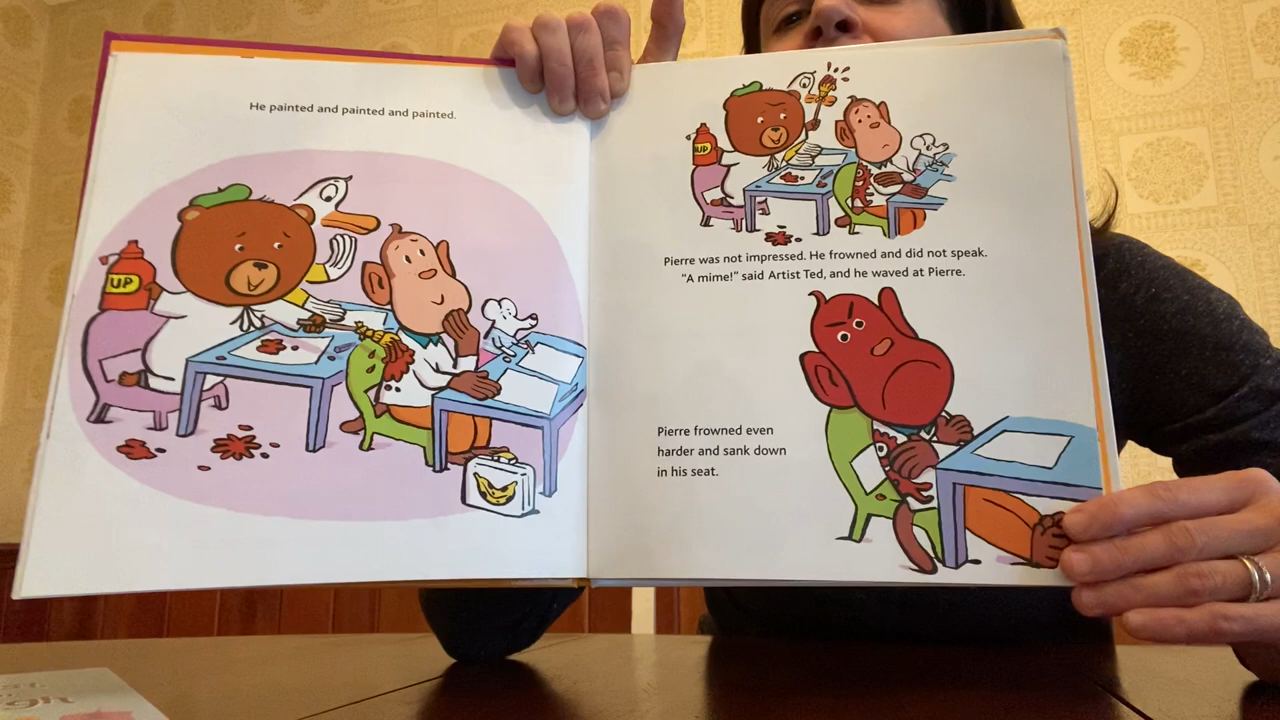 He painted and painted and painted.
UP
UP
Pierre was not impressed. He frowned and did not speak.
"A mime!" said Artist Ted, and he waved at Pierre.
Pierre frowned even
harder and sank down
in his seat.